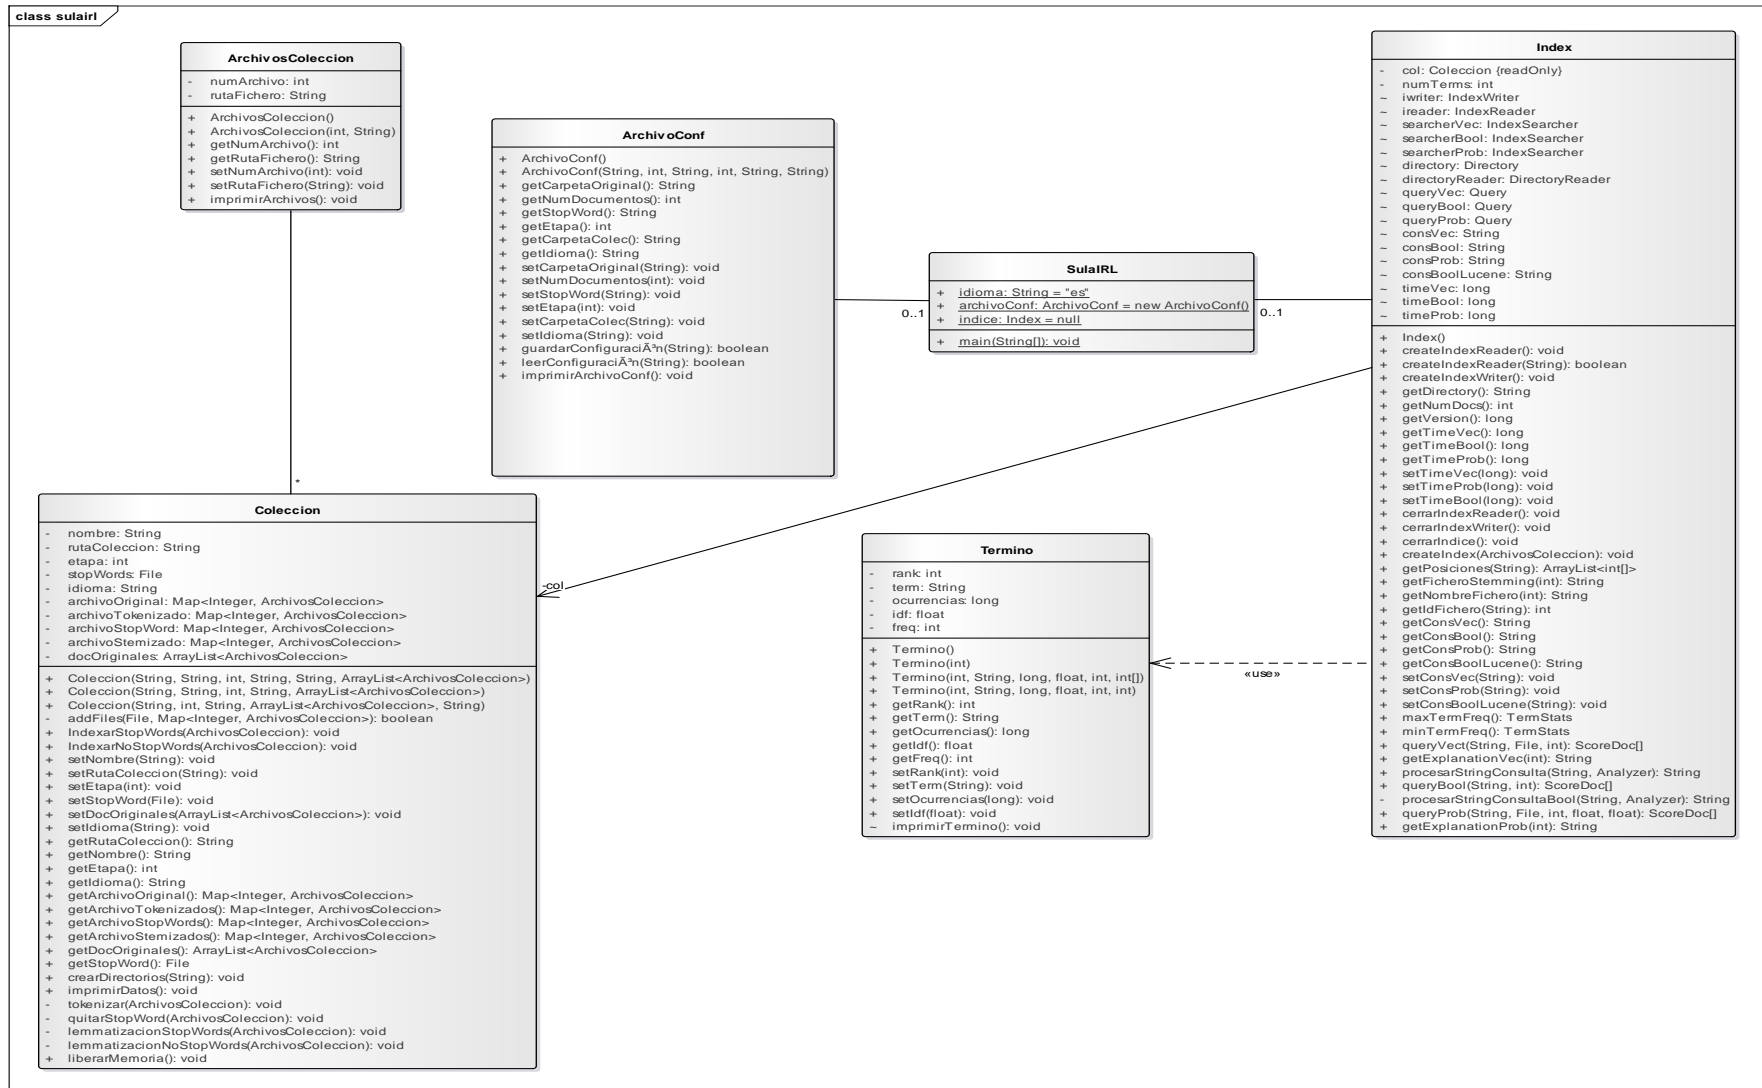 class sulairl
ArchivosColeccion
- numArchivo: int
- rutaFichero: String
+ ArchivosColeccion()
+ ArchivosColeccion(int, String)
+ getNumArchivo(): int
+ getRutaFichero(): String
+ setNumArchivo(int): void
+ setRutaFichero(String): void
+ imprimirArchivos(): void
*
ArchivoConf
+ ArchivoConf()
+ ArchivoConf(String, int, String, int, String, String)
+ getCarpetaOriginal(): String
+ getNumDocumentos(): int
+ getStopWord(): String
+ getEtapa(): int
+ getCarpetaColec(): String
+ getIdioma(): String
+ setCarpetaOriginal(String): void
+ setNumDocumentos(int): void
+ setStopWord(String): void
+ setEtapa(int): void
+ setCarpetaColec(String): void
+ setIdioma(String): void
+ guardarConfiguraciÃ³n(String): boolean
+ leerConfiguraciÃ³n(String): boolean
+ imprimirArchivoConf(): void
0..1
SulaIRL
+ idioma: String = "es"
+ archivoConf: ArchivoConf = new ArchivoConf()
+ indice: Index = null
+ main(String[]): void
0..1
Index
- col: Coleccion {readOnly}
- numTerms: int
~ iwriter: IndexWriter
~ ireader: IndexReader
~ searcherVec: IndexSearcher
~ searcherBool: IndexSearcher
~ searcherProb: IndexSearcher
~ directory: Directory
~ directoryReader: DirectoryReader
~ queryVec: Query
~ queryBool: Query
~ queryProb: Query
~ consVec: String
~ consBool: String
~ consProb: String
~ consBoolLucene: String
~ timeVec: long
~ timeBool: long
~ timeProb: long
+ Index()
+ createIndexReader(): void
+ createIndexReader(String): boolean
+ createIndexWriter(): void
+ getDirectory(): String
+ getNumDocs(): int
+ getVersion(): long
+ getTimeVec(): long
+ getTimeBool(): long
+ getTimeProb(): long
+ setTimeVec(long): void
+ setTimeProb(long): void
+ setTimeBool(long): void
+ cerrarIndexReader(): void
+ cerrarIndexWriter(): void
+ cerrarIndice(): void
+ createIndex(ArchivosColeccion): void
+ getPosiciones(String): ArrayList<int[]>
+ getFicheroStemming(int): String
+ getNombreFichero(int): String
+ getIdFichero(String): int
+ getConsVec(): String
+ getConsBool(): String
+ getConsProb(): String
+ getConsBoolLucene(): String
+ setConsVec(String): void
+ setConsProb(String): void
+ setConsBoolLucene(String): void
+ maxTermFreq(): TermStats
+ minTermFreq(): TermStats
+ queryVect(String, File, int): ScoreDoc[]
+ getExplanationVec(int): String
+ procesarStringConsulta(String, Analyzer): String
+ queryBool(String, int): ScoreDoc[]
- procesarStringConsultaBool(String, Analyzer): String
+ queryProb(String, File, int, float, float): ScoreDoc[]
+ getExplanationProb(int): String
Coleccion
- nombre: String
- rutaColeccion: String
- etapa: int
- stopWords: File
- idioma: String
- archivoOriginal: Map<Integer, ArchivosColeccion>
- archivoTokenizado: Map<Integer, ArchivosColeccion>
- archivoStopWord: Map<Integer, ArchivosColeccion>
- archivoStemizado: Map<Integer, ArchivosColeccion>
- docOriginales: ArrayList<ArchivosColeccion>
+ Coleccion(String, String, int, String, String, ArrayList<ArchivosColeccion>)
+ Coleccion(String, String, int, String, ArrayList<ArchivosColeccion>)
+ Coleccion(String, int, String, ArrayList<ArchivosColeccion>, String)
- addFiles(File, Map<Integer, ArchivosColeccion>): boolean
+ IndexarStopWords(ArchivosColeccion): void
+ IndexarNoStopWords(ArchivosColeccion): void
+ setNombre(String): void
+ setRutaColeccion(String): void
+ setEtapa(int): void
+ setStopWord(File): void
+ setDocOriginales(ArrayList<ArchivosColeccion>): void
+ setIdioma(String): void
+ getRutaColeccion(): String
+ getNombre(): String
+ getEtapa(): int
+ getIdioma(): String
+ getArchivoOriginal(): Map<Integer, ArchivosColeccion>
+ getArchivoTokenizados(): Map<Integer, ArchivosColeccion>
+ getArchivoStopWords(): Map<Integer, ArchivosColeccion>
+ getArchivoStemizados(): Map<Integer, ArchivosColeccion>
+ getDocOriginales(): ArrayList<ArchivosColeccion>
+ getStopWord(): File
+ crearDirectorios(String): void
+ imprimirDatos(): void
- tokenizar(ArchivosColeccion): void
- quitarStopWord(ArchivosColeccion): void
- lemmatizacionStopWords(ArchivosColeccion): void
- lemmatizacionNoStopWords(ArchivosColeccion): void
+ liberarMemoria(): void
-col
Termino
- rank: int
- term: String
- ocurrencias: long
- idf: float
- freq: int
+ Termino()
+ Termino(int)
+ Termino(int, String, long, float, int, int[])
+ Termino(int, String, long, float, int, int)
+ getRank(): int
+ getTerm(): String
+ getOcurrencias(): long
+ getIdf(): float
+ getFreq(): int
+ setRank(int): void
+ setTerm(String): void
+ setOcurrencias(long): void
+ setIdf(float): void
~ imprimirTermino(): void
«use»